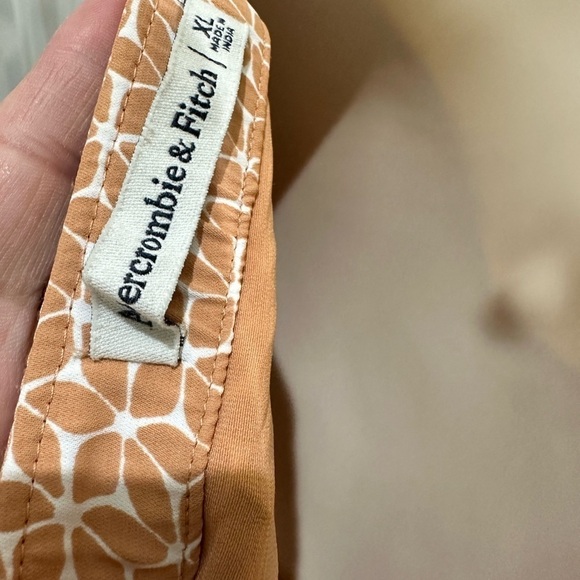 Abercrombie & Fitch / XL
MADE IN
INDIA